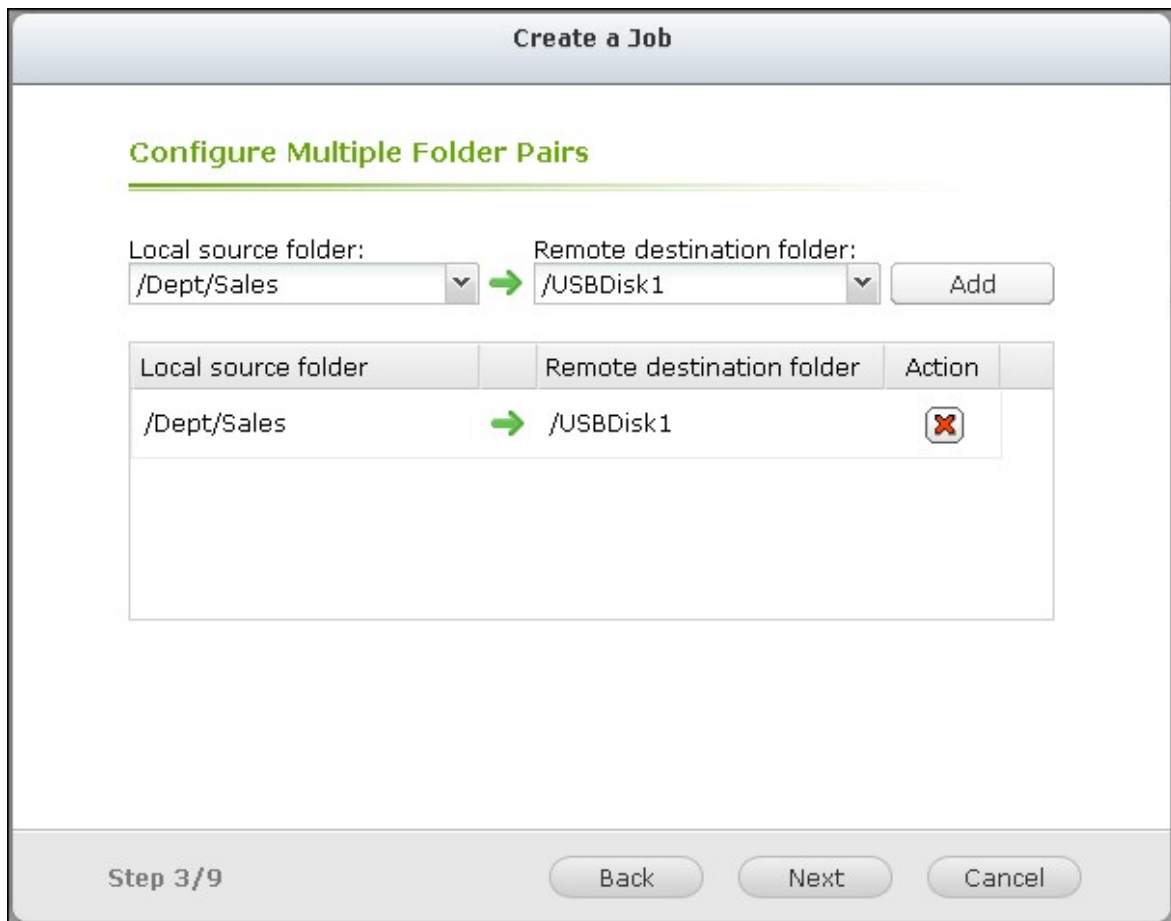 Create a Job
Configure Multiple Folder Pairs
Local source folder: Remote destination folder:
/Dept/Sales /USBDisk1 Add
Local source folder Remote destination folder Action
/Dept/Sales /USBDisk1
Step 3/9 Back Next Cancel